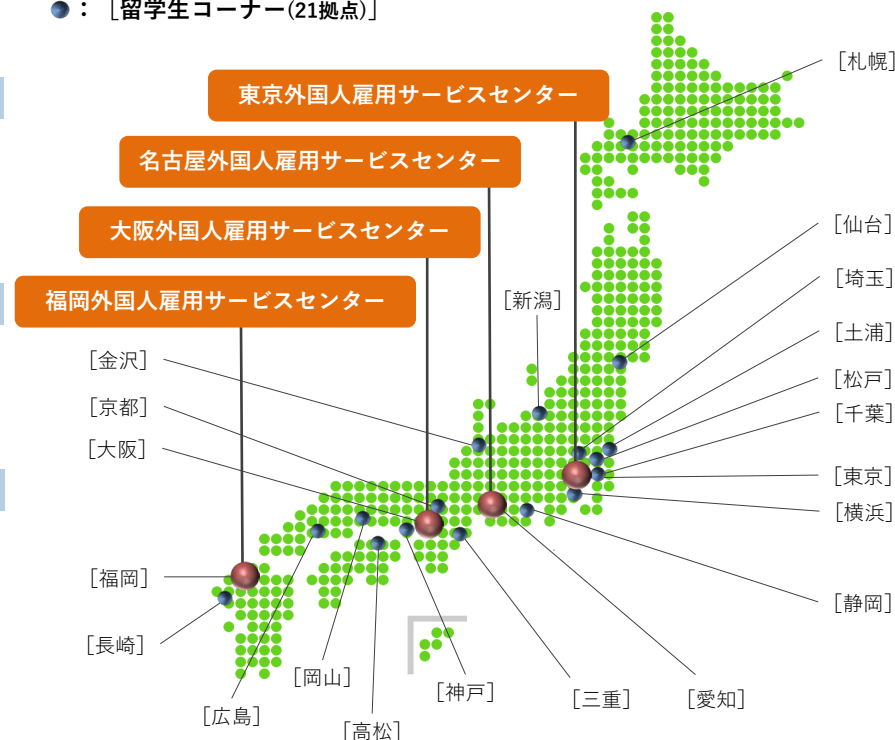 ：［留学生コーナー(21拠点)］
東京外国人雇用サービスセンター
名古屋外国人雇用サービスセンター
大阪外国人雇用サービスセンター
福岡外国人雇用サービスセンター
［札幌］
［仙台］
［埼玉］
［土浦］
［松戸］
［千葉］
［東京］
［横浜］
［静岡］
［新潟］
［金沢］
［京都］
［大阪］
［福岡］
［長崎］
［広島］
［岡山］
［高松］
［神戸］
［三重］
［愛知］